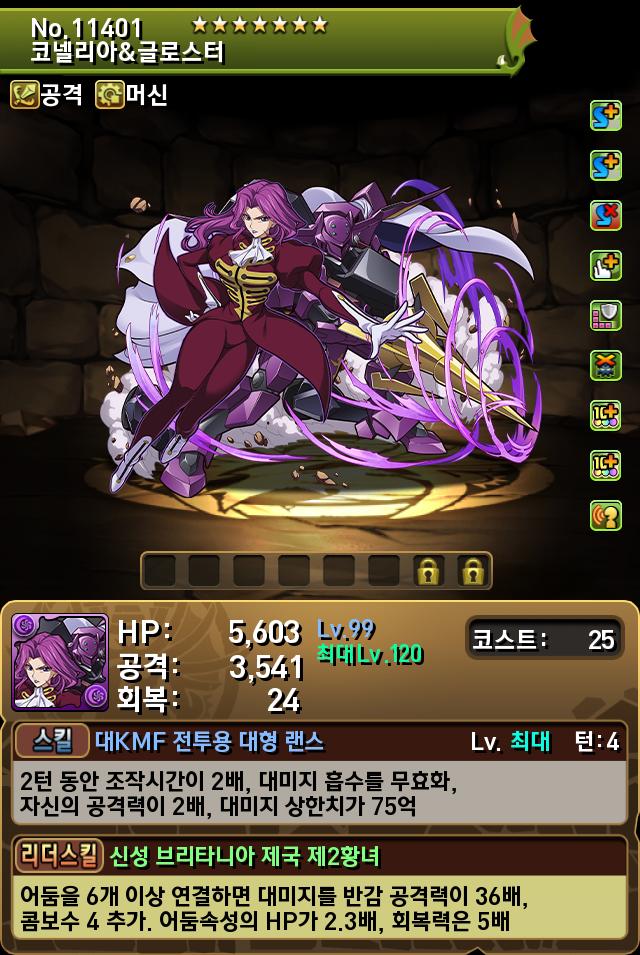 No.11401
코넬리아&글로스터
공격 머신
HP: 5,603 Lv.99
공격: 3,541 최대Lv.120
회복: 24
코스트: 25
스킬 대KMF 전투용 대형 랜스 Lv. 최대 턴:4
2턴 동안 조작시간이 2배, 대미지 흡수를 무효화,
자신의 공격력이 2배, 대미지 상한치가 75억
리더스킬 신성 브리타니아 제국 제2황녀
어둠을 6개 이상 연결하면 대미지를 반감 공격력이 36배,
콤보수 4 추가. 어둠속성의 HP가 2.3배, 회복력은 5배